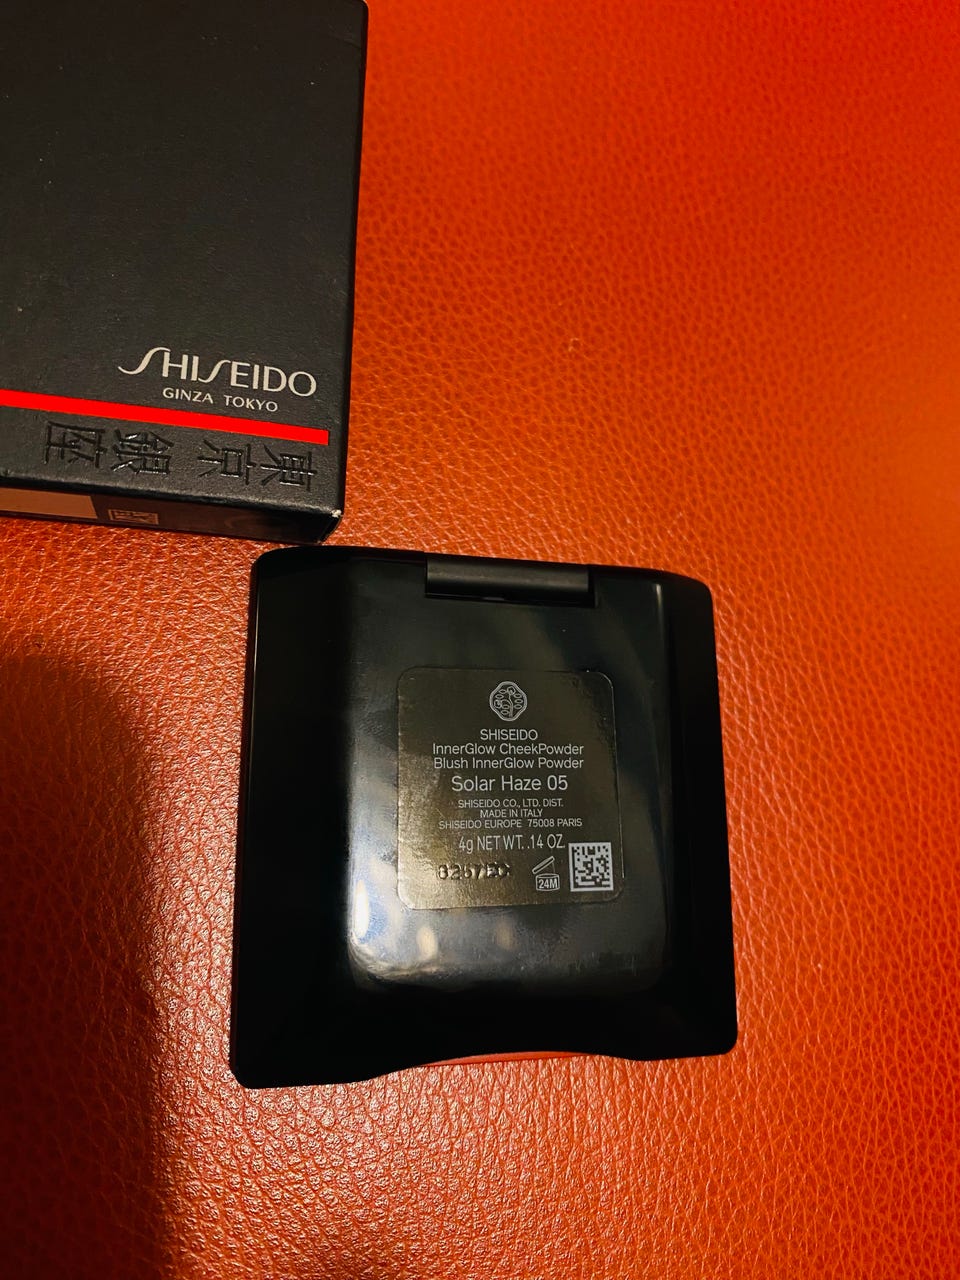 SHISEIDO
GINZA TOKYO
東京銀座
SHISEIDO
InnerGlow CheekPowder
Blush InnerGlow Powder
Solar Haze 05
SHISEIDO CO., LTD. DIST.
MADE IN ITALY
SHISEIDO EUROPE 75008 PARIS
4g NET WT. .14 OZ.
24M